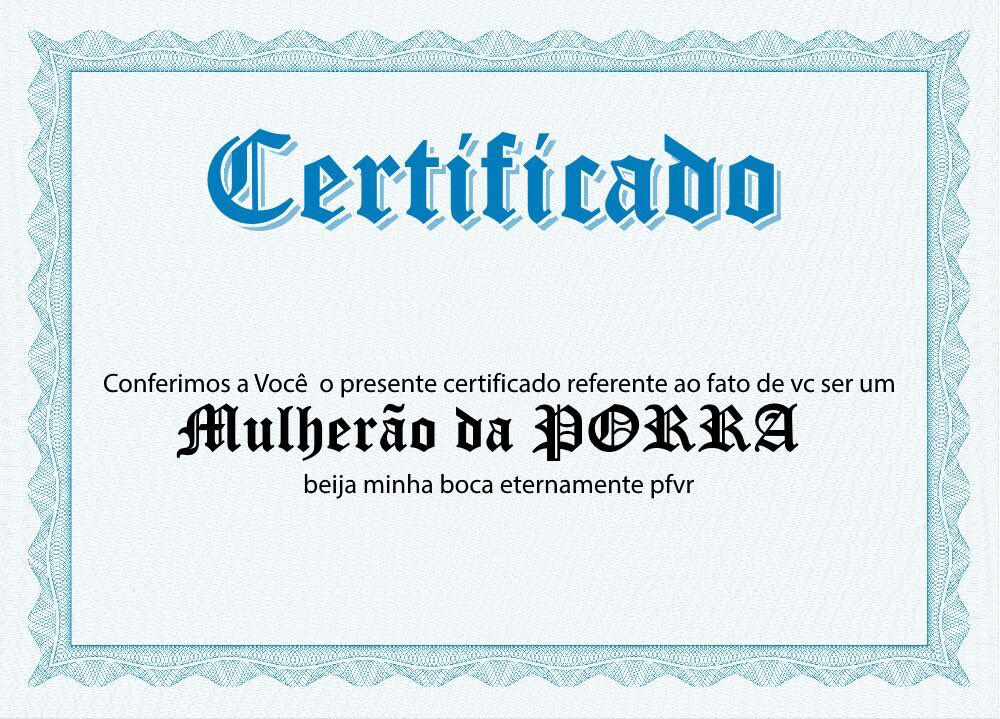 Certificado
Conferimos a Você o presente certificado referente ao fato de vc ser um
Mulherão da PORRA
beija minha boca eternamente pfvr